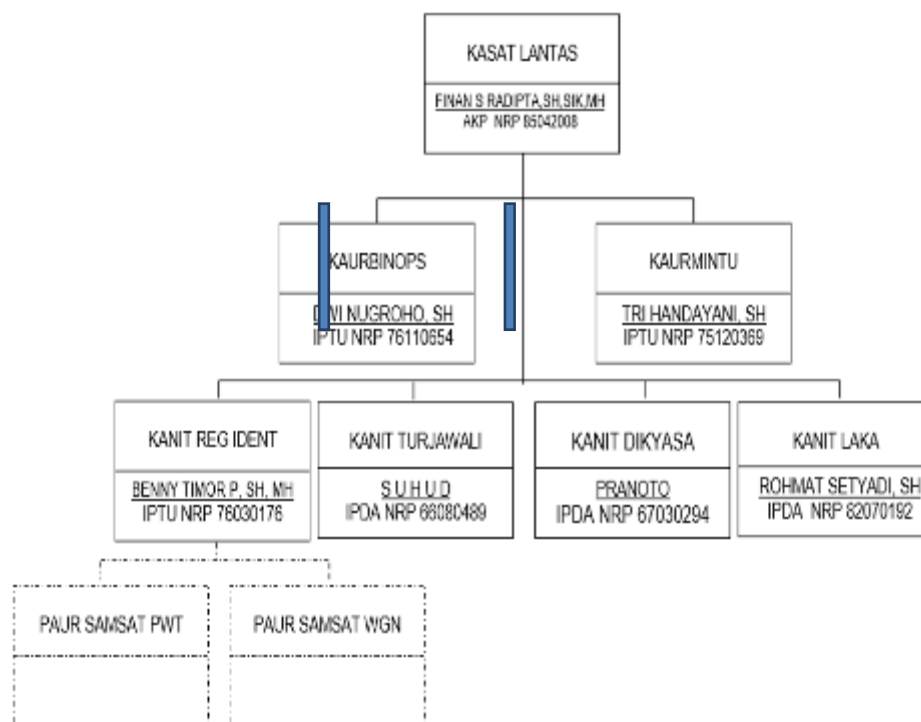 KASAT LANTAS
FINAN S RADIPTA,SH,SIK,MH
AKP NRP 85042008
KAURBINOPS
DWI NUGROHO, SH
IPTU NRP 76110654
KAURMINTU
TRI HANDAYANI, SH
IPTU NRP 75120369
KANIT REG IDENT
BENNY TIMOR P, SH, MH
IPTU NRP 76030176
KANIT TURJAWALI
S U H U D
IPDA NRP 66080489
KANIT DIKYASA
PRANOTO
IPDA NRP 67030294
KANIT LAKA
ROHMAT SETYADI, SH
IPDA NRP 82070192
PAUR SAMSAT PWT
PAUR SAMSAT WGN